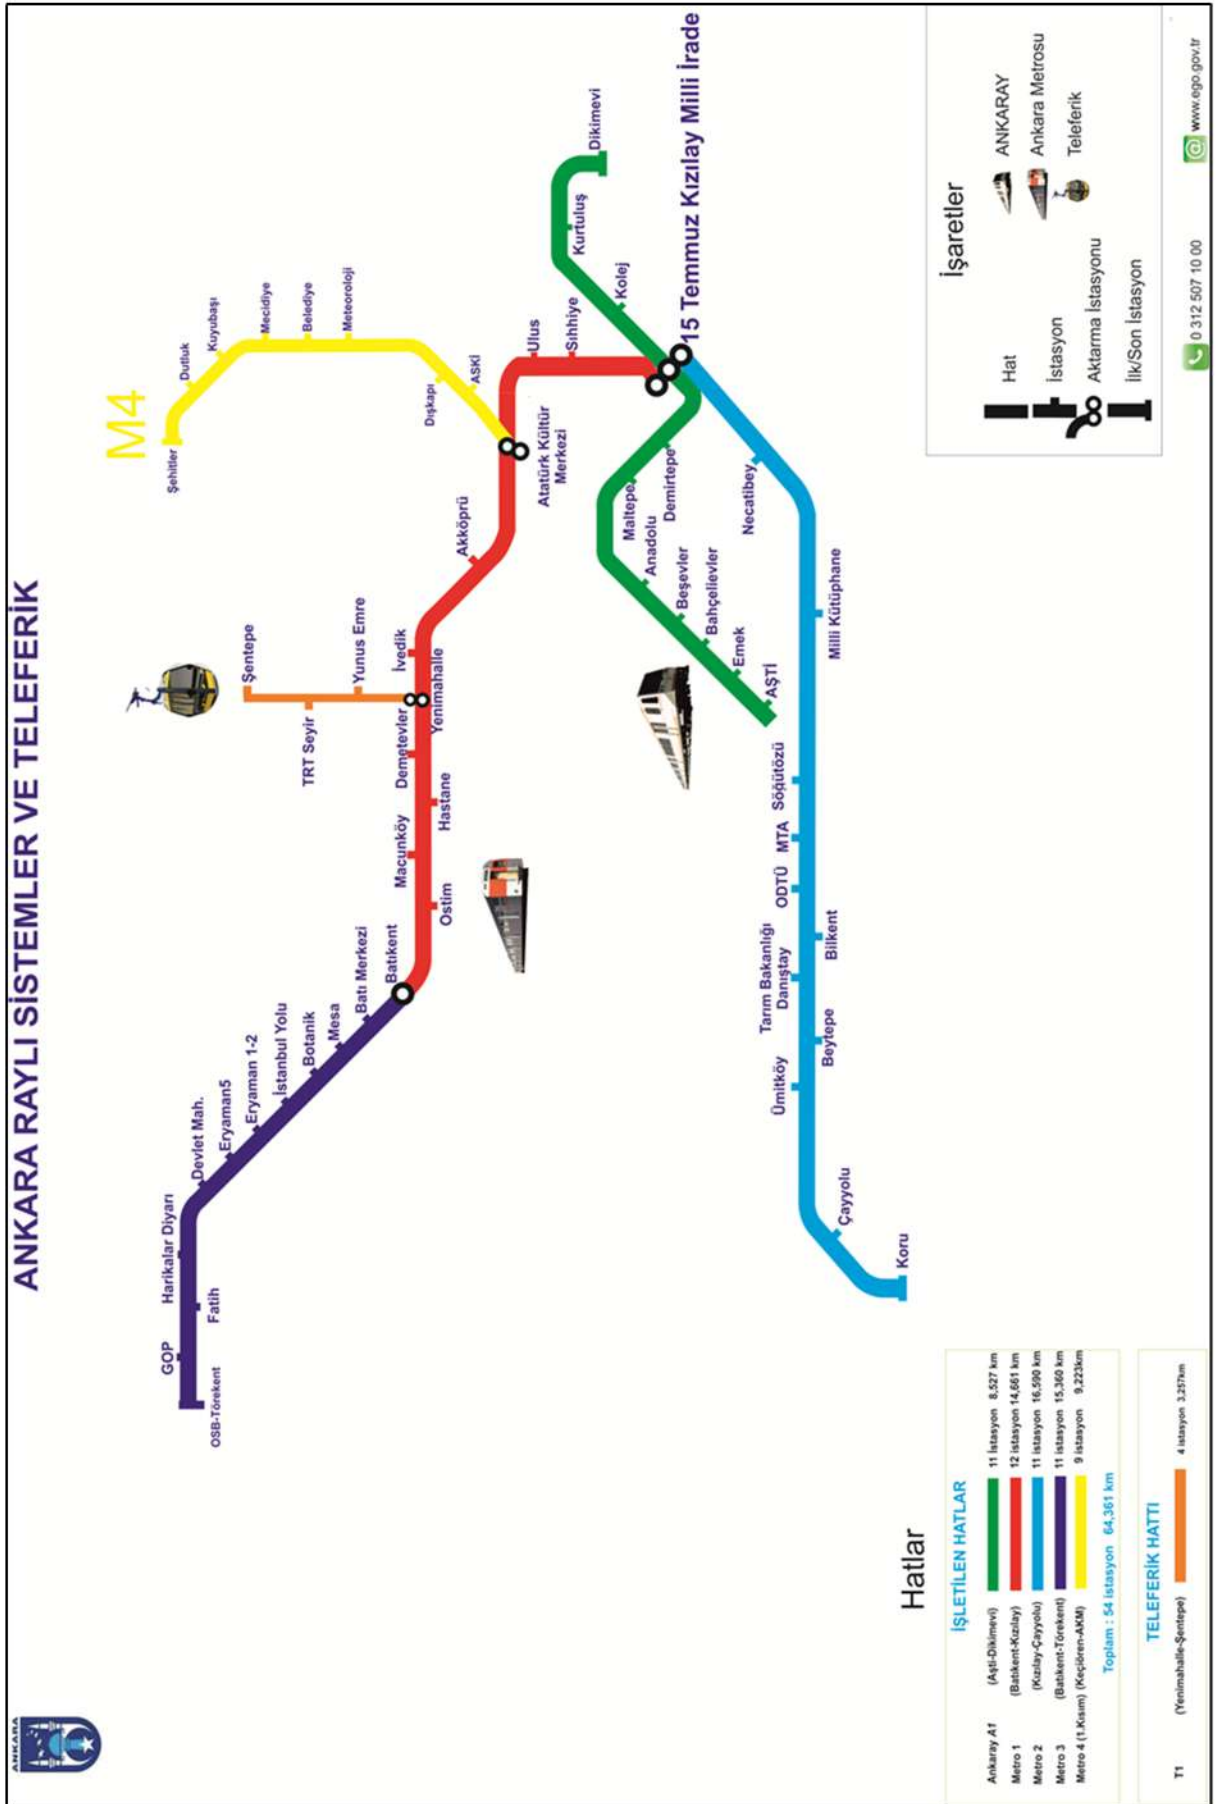 ANKARA RAYLI SİSTEMLER VE TELEFERİK
ANKARA
M4
Şehitler
Dutluk
Kuyubaşı
Mecidiye
Belediye
Meteoroloji
Dışkapı
ASKİ
Atatürk Kültür
Merkezi
Şentepe
TRT Seyir
Yunus Emre
OSB-Törekent
GOP
Fatih
Harikalar Diyarı
Devlet Mah.
Eryaman5
Eryaman 1-2
İstanbul Yolu
Botanik
Mesa
Batı Merkezi
Batıkent
Ostim
Macunköy
Hastane
Demetevler
Yenimahalle
İvedik
Akköprü
Ulus
Sıhhiye
15 Temmuz Kızılay Milli İrade
Dikimevi
Kurtuluş
Kolej
Demirtepe
Maltepe
Anadolu
Beşevler
Bahçelievler
Emek
AŞTİ
Necatibey
Milli Kütüphane
Söğütözü
MTA
ODTÜ
Bilkent
Tarım Bakanlığı
Danıştay
Beytepe
Ümitköy
Çayyolu
Koru
Hatlar
İŞLETİLEN HATLAR
Ankaray A1 (Aşti-Dikimevi) 11 istasyon 8,527 km
Metro 1 (Batıkent-Kızılay) 12 istasyon 14,661 km
Metro 2 (Kızılay-Çayyolu) 11 istasyon 16,590 km
Metro 3 (Batıkent-Törekent) 11 istasyon 15,360 km
Metro 4 (1.Kısım) (Keçiören-AKM) 9 istasyon 9,223km
Toplam : 54 istasyon 64,361 km
TELEFERİK HATTI
T1 (Yenimahalle-Şentepe) 4 istasyon 3,257km
İşaretler
Hat
İstasyon
Aktarma İstasyonu
İlk/Son İstasyon
ANKARAY
Ankara Metrosu
Teleferik
0 312 507 10 00
@ www.ego.gov.tr